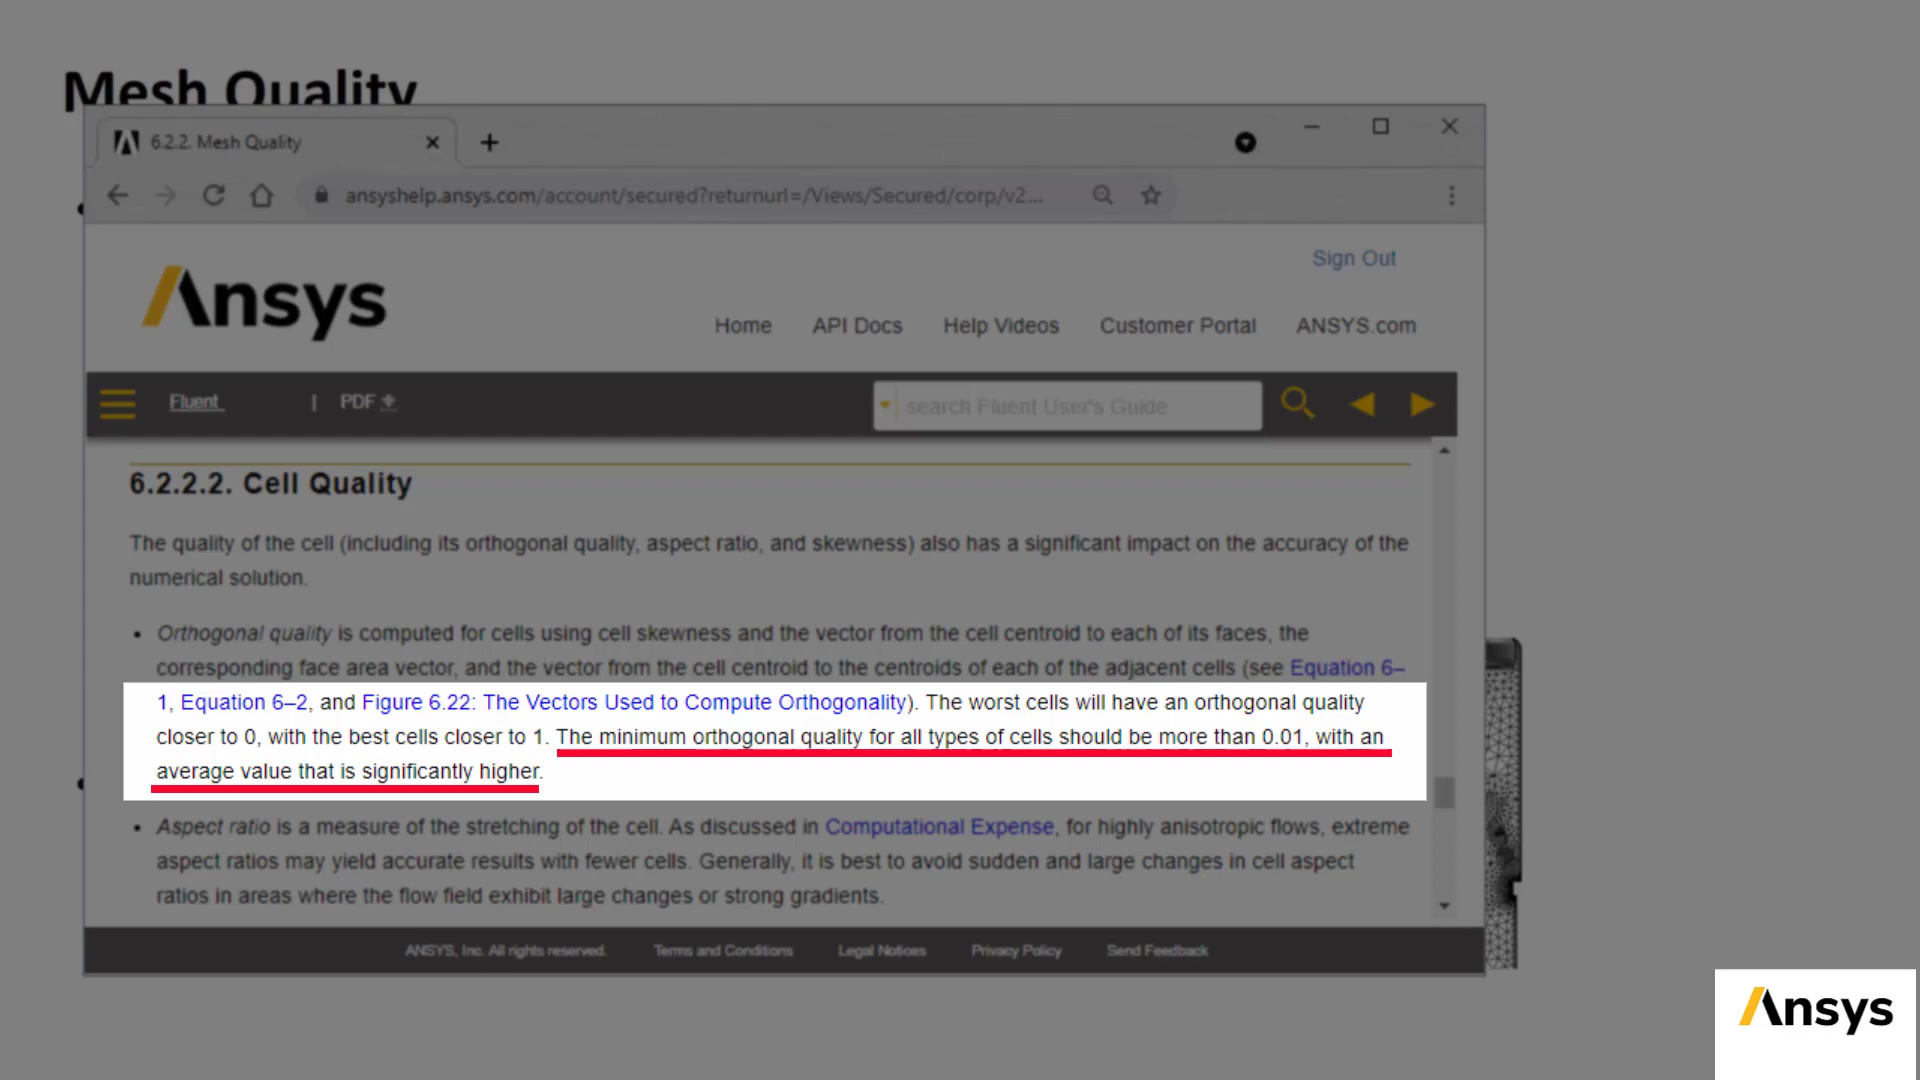 Mesh Quality
6.2.2. Mesh Quality
ansyshelp.ansys.com/account/secured?returnurl=/Views/Secured/corp/v2...
Ansys
Sign Out
Home API Docs Help Videos Customer Portal ANSYS.com
Fluent | PDF
search Fluent User's Guide
6.2.2.2. Cell Quality
The quality of the cell (including its orthogonal quality, aspect ratio, and skewness) also has a significant impact on the accuracy of the
numerical solution.
• Orthogonal quality is computed for cells using cell skewness and the vector from the cell centroid to each of its faces, the
corresponding face area vector, and the vector from the cell centroid to the centroids of each of the adjacent cells (see Equation 6–
1, Equation 6–2, and Figure 6.22: The Vectors Used to Compute Orthogonality). The worst cells will have an orthogonal quality
closer to 0, with the best cells closer to 1. The minimum orthogonal quality for all types of cells should be more than 0.01, with an
average value that is significantly higher.
• Aspect ratio is a measure of the stretching of the cell. As discussed in Computational Expense, for highly anisotropic flows, extreme
aspect ratios may yield accurate results with fewer cells. Generally, it is best to avoid sudden and large changes in cell aspect
ratios in areas where the flow field exhibit large changes or strong gradients.
ANSYS, Inc. All rights reserved. Terms and Conditions Legal Notices Privacy Policy Send Feedback
Ansys